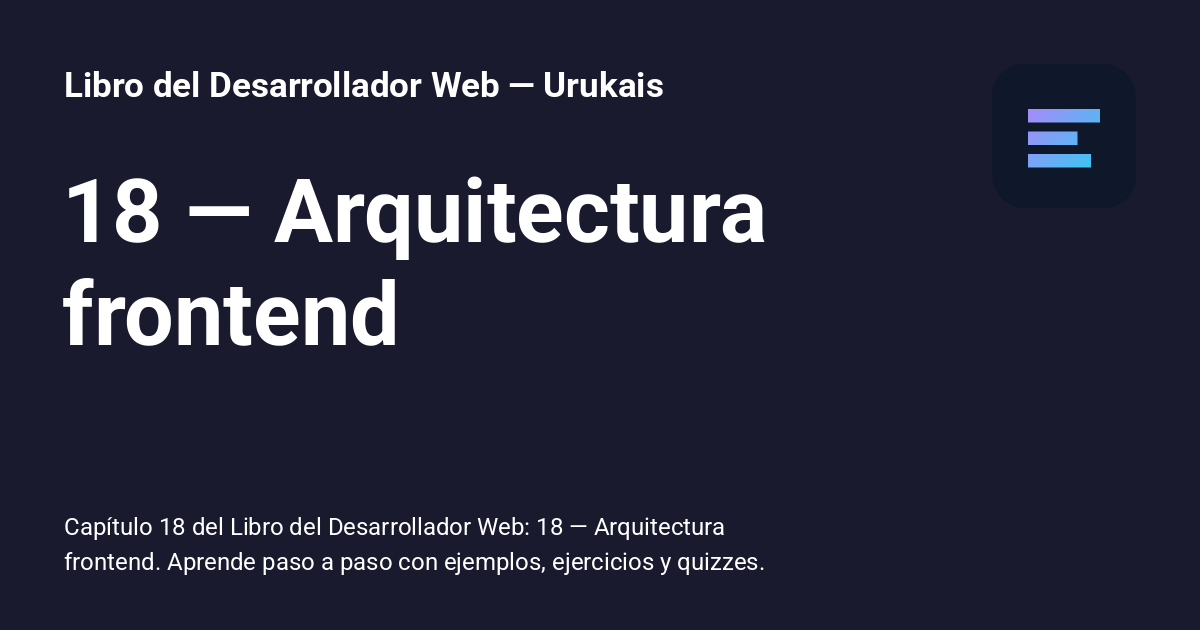 Libro del Desarrollador Web — Urukais
18 — Arquitectura
frontend
Capítulo 18 del Libro del Desarrollador Web: 18 — Arquitectura
frontend. Aprende paso a paso con ejemplos, ejercicios y quizzes.